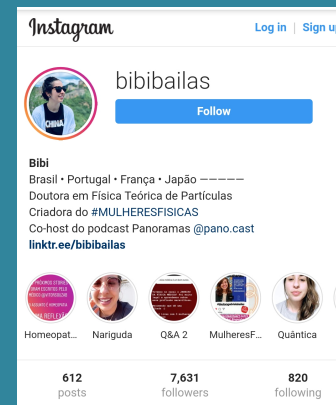 Instagram
Log in | Sign u
CHINA
bibibailas
Follow
Bibi
Brasil • Portugal • França • Japão —————
Doutora em Física Teórica de Partículas
Criadora do #MULHERESFISICAS
Co-host do podcast Panoramas @pano.cast
linktr.ee/bibibailas
Homeopat... Nariguda Q&A 2 MulheresF... Quântica
612 7,631 820
posts followers following